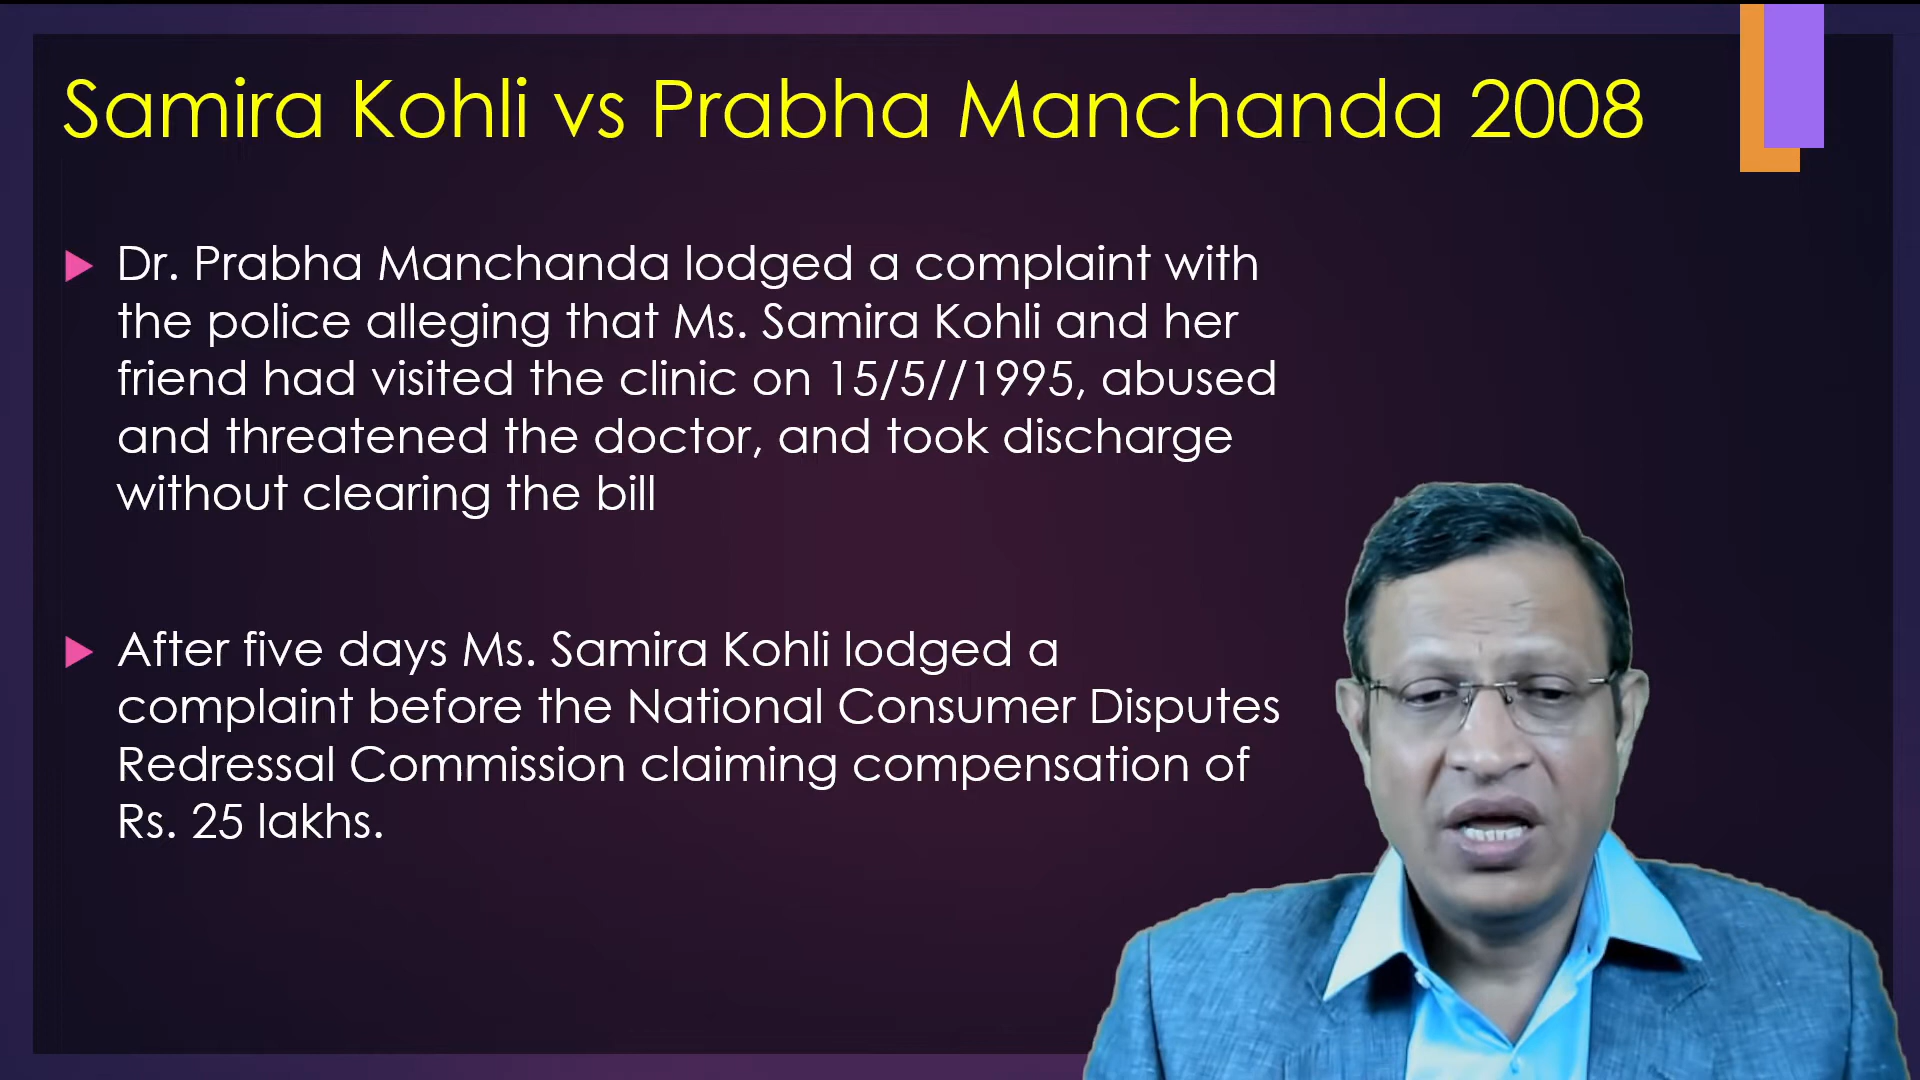 Samira Kohli vs Prabha Manchanda 2008
Dr. Prabha Manchanda lodged a complaint with
the police alleging that Ms. Samira Kohli and her
friend had visited the clinic on 15/5//1995, abused
and threatened the doctor, and took discharge
without clearing the bill
After five days Ms. Samira Kohli lodged a
complaint before the National Consumer Disputes
Redressal Commission claiming compensation of
Rs. 25 lakhs.